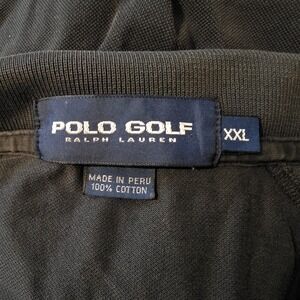 POLO GOLF
RALPH LAUREN
XXL
MADE IN PERU
100% COTTON